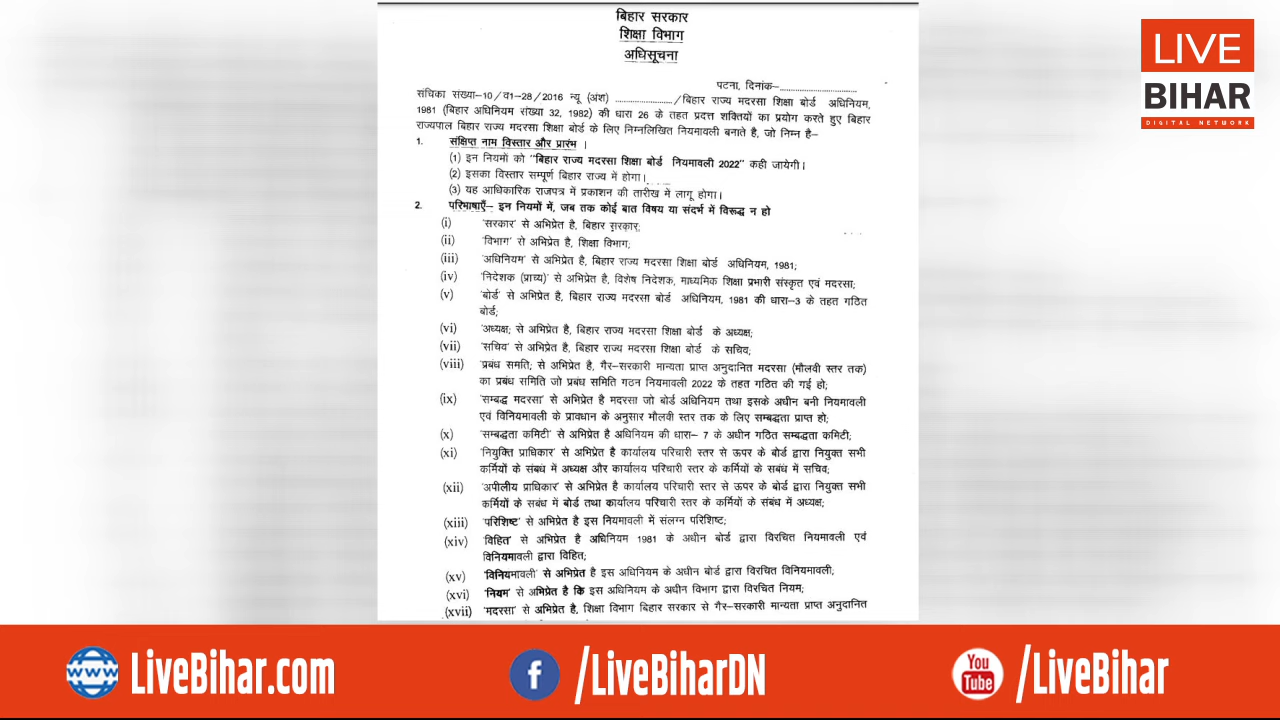 बिहार सरकार
शिक्षा विभाग
अधिसूचना
पटना, दिनांक–............................
संचिका संख्या–10/व1–28/2016 न्यू (अंश) ...................../बिहार राज्य मदरसा शिक्षा बोर्ड अधिनियम,
1981 (बिहार अधिनियम संख्या 32, 1982) की धारा 26 के तहत प्रदत्त शक्तियों का प्रयोग करते हुए बिहार
राज्यपाल बिहार राज्य मदरसा शिक्षा बोर्ड के लिए निम्नलिखित नियमावली बनाते है, जो निम्न है–
1. संक्षिप्त नाम विस्तार और प्रारंभ ।
(1) इन नियमों को "बिहार राज्य मदरसा शिक्षा बोर्ड नियमावली 2022" कही जायेगी।
(2) इसका विस्तार सम्पूर्ण बिहार राज्य में होगा।
(3) यह आधिकारिक राजपत्र में प्रकाशन की तारीख में लागू होगा।
2. परिभाषाएँ– इन नियमों में, जब तक कोई बात विषय या संदर्भ में विरूद्ध न हो
(i) 'सरकार' से अभिप्रेत है, बिहार सरकार;
(ii) 'विभाग' से अभिप्रेत है, शिक्षा विभाग;
(iii) 'अधिनियम' से अभिप्रेत है, बिहार राज्य मदरसा शिक्षा बोर्ड अधिनियम, 1981;
(iv) 'निदेशक (प्राच्य)' से अभिप्रेत है, विशेष निदेशक, माध्यमिक शिक्षा प्रभारी संस्कृत एवं मदरसा;
(v) 'बोर्ड' से अभिप्रेत है, बिहार राज्य मदरसा बोर्ड अधिनियम, 1981 की धारा–3 के तहत गठित
बोर्ड;
(vi) 'अध्यक्ष; से अभिप्रेत है, बिहार राज्य मदरसा शिक्षा बोर्ड के अध्यक्ष;
(vii) 'सचिव' से अभिप्रेत है, बिहार राज्य मदरसा शिक्षा बोर्ड के सचिव;
(viii) 'प्रबंध समति; से अभिप्रेत है, गैर–सरकारी मान्यता प्राप्त अनुदानित मदरसा (मौलवी स्तर तक)
का प्रबंध समिति जो प्रबंध समिति गठन नियमावली 2022 के तहत गठित की गई हो;
(ix) 'सम्बद्ध मदरसा' से अभिप्रेत है मदरसा जो बोर्ड अधिनियम तथा इसके अधीन बनी नियमावली
एवं विनियमावली के प्रावधान के अनुसार मौलवी स्तर तक के लिए सम्बद्धता प्राप्त हो;
(x) 'सम्बद्धता कमिटी' से अभिप्रेत है अधिनियम की धारा– 7 के अधीन गठित सम्बद्धता कमिटी;
(xi) 'नियुक्ति प्राधिकार' से अभिप्रेत है कार्यालय परिचारी स्तर से ऊपर के बोर्ड द्वारा नियुक्त सभी
कर्मियों के संबंध में अध्यक्ष और कार्यालय परिचारी स्तर के कर्मियों के सबंध में सचिव;
(xii) 'अपीलीय प्राधिकार' से अभिप्रेत है कार्यालय परिचारी स्तर से ऊपर के बोर्ड द्वारा नियुक्त सभी
कर्मियों के सबंध में बोर्ड तथा कार्यालय परिचारी स्तर के कर्मियों के संबंध में अध्यक्ष;
(xiii) 'परिशिष्ट' से अभिप्रेत है इस नियमावली में संलग्न परिशिष्ट;
(xiv) 'विहित' से अभिप्रेत है अधिनियम 1981 के अधीन बोर्ड द्वारा विरचित नियमावली एवं
विनियमावली द्वारा विहित;
(xv) 'विनियमावली' से अभिप्रेत है इस अधिनियम के अधीन बोर्ड द्वारा विरचित विनियमावली,
(xvi) 'नियम' से अभिप्रेत है कि इस अधिनियम के अधीन विभाग द्वारा विरचित नियम;
(xvii) 'मदरसा' से अभिप्रेत है, शिक्षा विभाग बिहार सरकार से गैर–सरकारी मान्यता प्राप्त अनुदानित
LIVE
BIHAR
DIGITAL NETWORK
www LiveBihar.com
f /LiveBiharDN
You Tube /LiveBihar